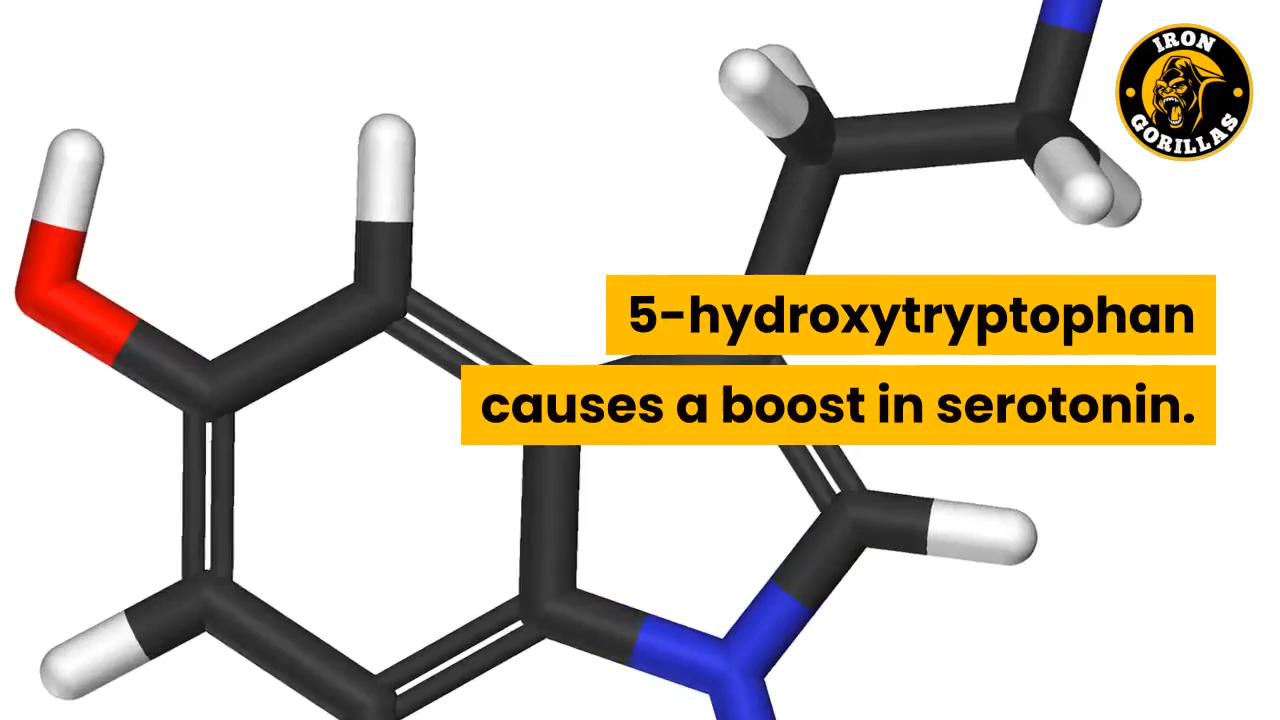 IRON
GORILLAS
5-hydroxytryptophan
causes a boost in serotonin.